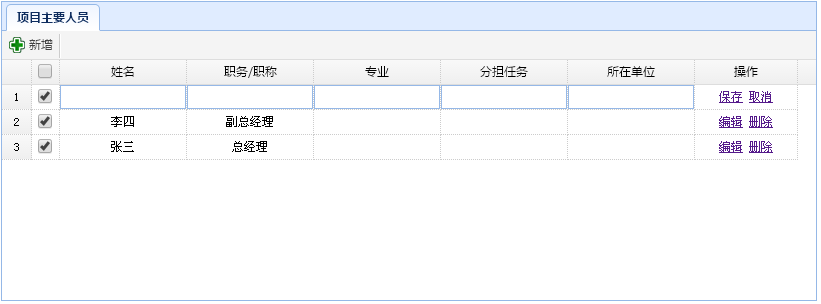 项目主要人员
新增
姓名 职务/职称 专业 分担任务 所在单位 操作
1 保存 取消
2 李四 副总经理 编辑 删除
3 张三 总经理 编辑 删除